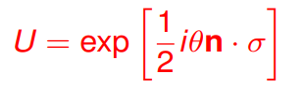 U = exp [ 1/2 iθn · σ ]